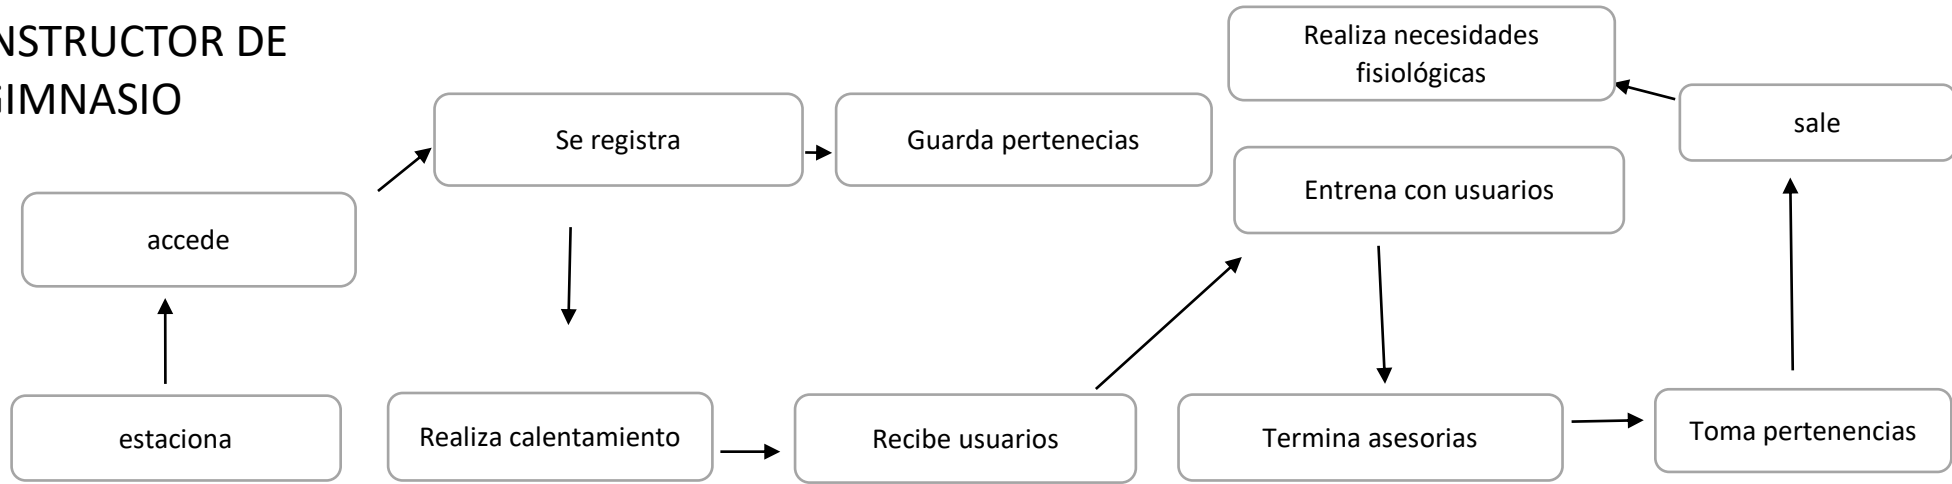 NSTRUCTOR DE
GIMNASIO
Realiza necesidades
fisiológicas
sale
Se registra
Guarda pertenecias
Entrena con usuarios
accede
estaciona
Realiza calentamiento
Recibe usuarios
Termina asesorias
Toma pertenencias